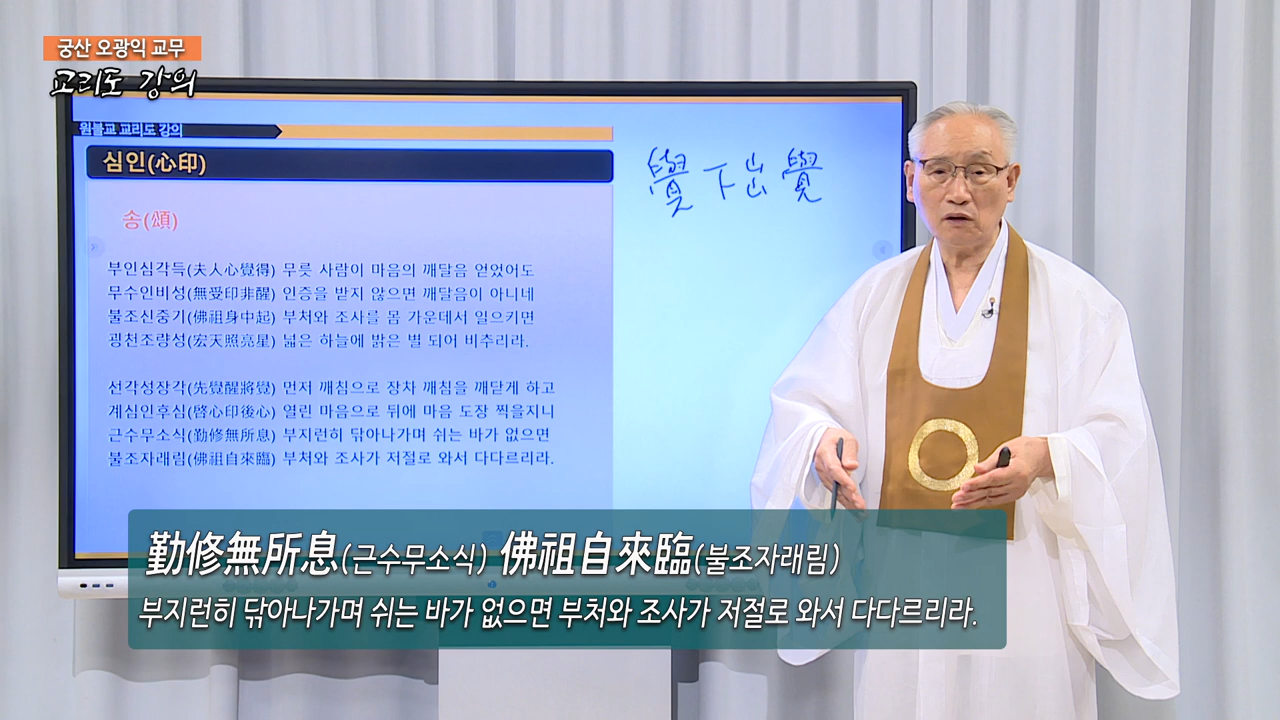 궁산 오광익 교무
교리도 강의
원불교 교리도 강의
심인(心印)
송(頌)
부인심각득(夫人心覺得) 무릇 사람이 마음의 깨달음 얻었어도
무수인비성(無受印非醒) 인증을 받지 않으면 깨달음이 아니네
불조신중기(佛祖身中起) 부처와 조사를 몸 가운데서 일으키면
굉천조량성(宏天照亮星) 넓은 하늘에 밝은 별 되어 비추리라.
선각성장각(先覺醒將覺) 먼저 깨침으로 장차 깨침을 깨닫게 하고
계심인후심(啓心印後心) 열린 마음으로 뒤에 마음 도장 찍을지니
근수무소식(勤修無所息) 부지런히 닦아나가며 쉬는 바가 없으면
불조자래림(佛祖自來臨) 부처와 조사가 저절로 와서 다다르리라.
覺 下 出 覺
勤修無所息(근수무소식) 佛祖自來臨(불조자래림)
부지런히 닦아나가며 쉬는 바가 없으면 부처와 조사가 저절로 와서 다다르리라.